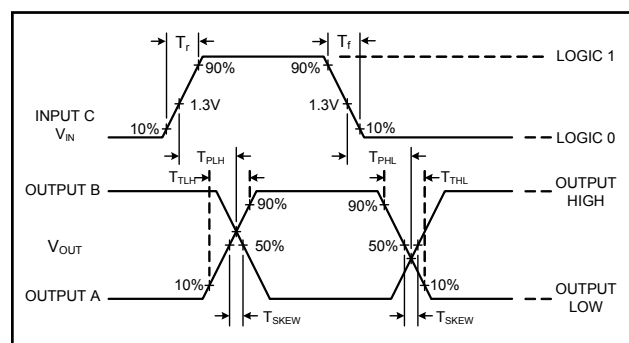 Tr
Tf
90%
90%
LOGIC 1
1.3V
1.3V
INPUT C
VIN
10%
10%
LOGIC 0
TPLH
TPHL
TTLH
TTHL
OUTPUT B
OUTPUT
HIGH
90%
90%
VOUT
50%
50%
10%
10%
OUTPUT A
OUTPUT
LOW
TSKEW
TSKEW